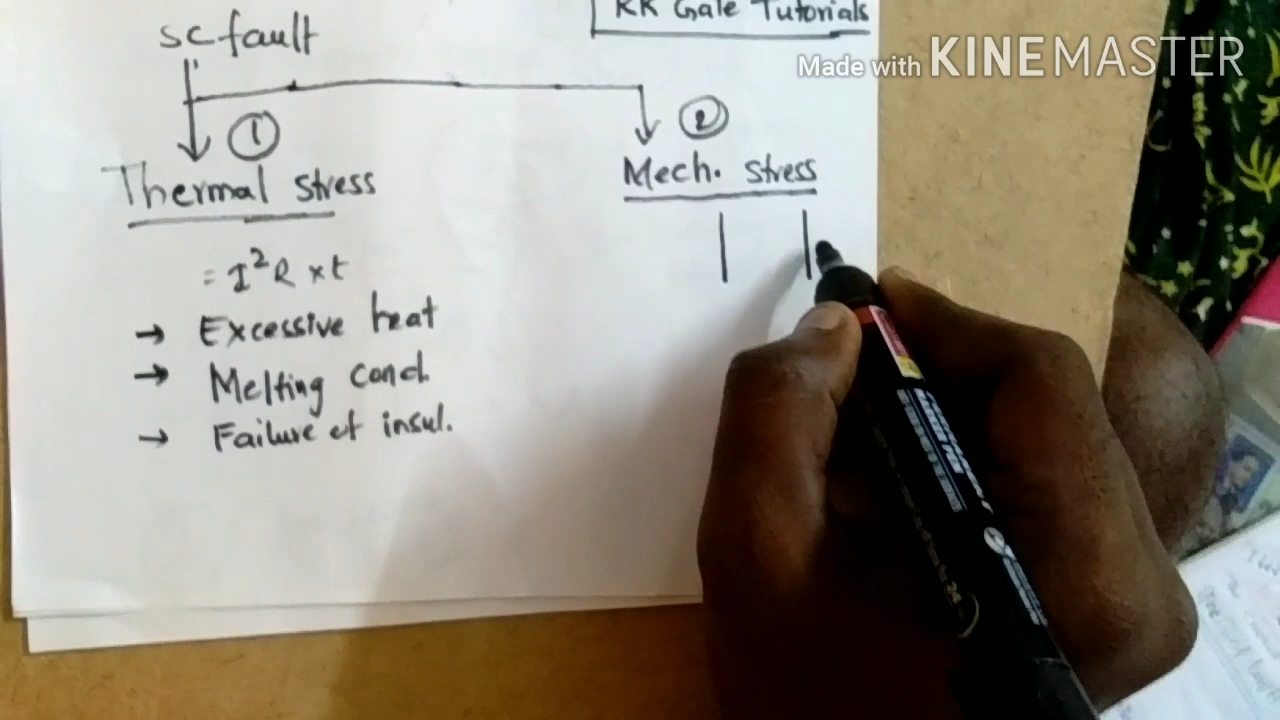 KK Gale Tutorials
Made with KINEMASTER
SC fault
① ②
Thermal stress
Mech. stress
= I²R × t
→ Excessive heat
→ Melting cond.
→ Failure of insul.